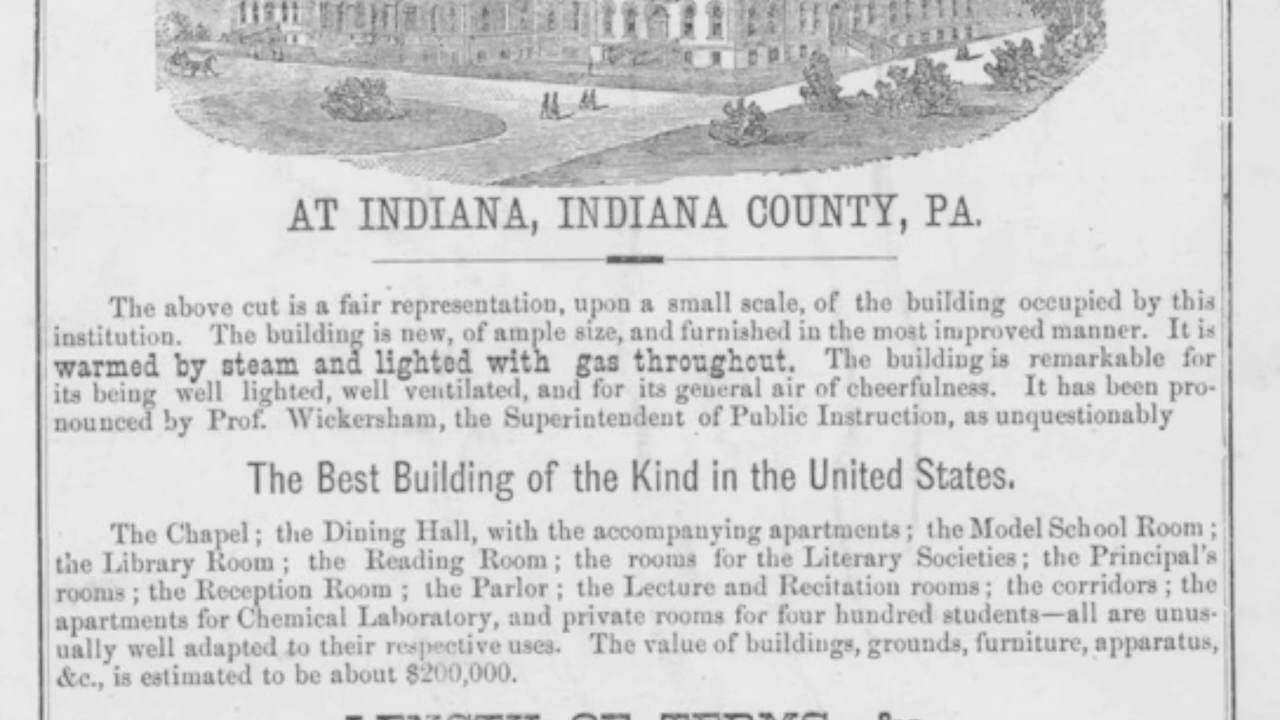 AT INDIANA, INDIANA COUNTY, PA.
The above cut is a fair representation, upon a small scale, of the building occupied by this
institution. The building is new, of ample size, and furnished in the most improved manner. It is
warmed by steam and lighted with gas throughout. The building is remarkable for
its being well lighted, well ventilated, and for its general air of cheerfulness. It has been pro-
nounced by Prof. Wickersham, the Superintendent of Public Instruction, as unquestionably
The Best Building of the Kind in the United States.
The Chapel; the Dining Hall, with the accompanying apartments; the Model School Room;
the Library Room; the Reading Room; the rooms for the Literary Societies; the Principal's
rooms; the Reception Room; the Parlor; the Lecture and Recitation rooms; the corridors; the
apartments for Chemical Laboratory, and private rooms for four hundred students—all are unus-
ually well adapted to their respective uses. The value of buildings, grounds, furniture, apparatus,
&c., is estimated to be about $200,000.
LENGTH OF TERMS, &c